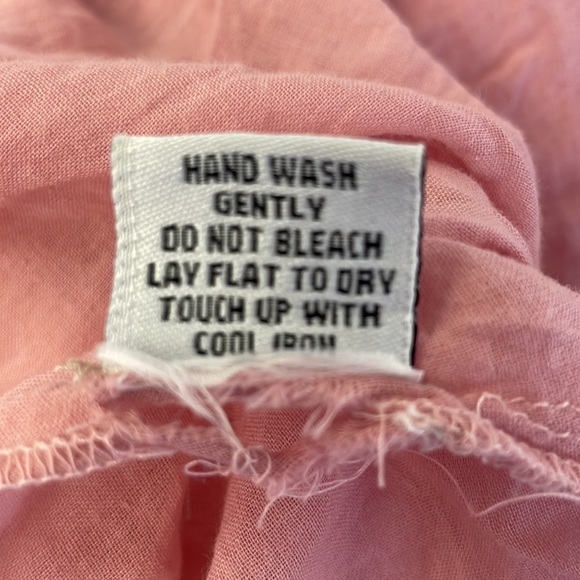 HAND WASH
GENTLY
DO NOT BLEACH
LAY FLAT TO DRY
TOUCH UP WITH
COOL IRON